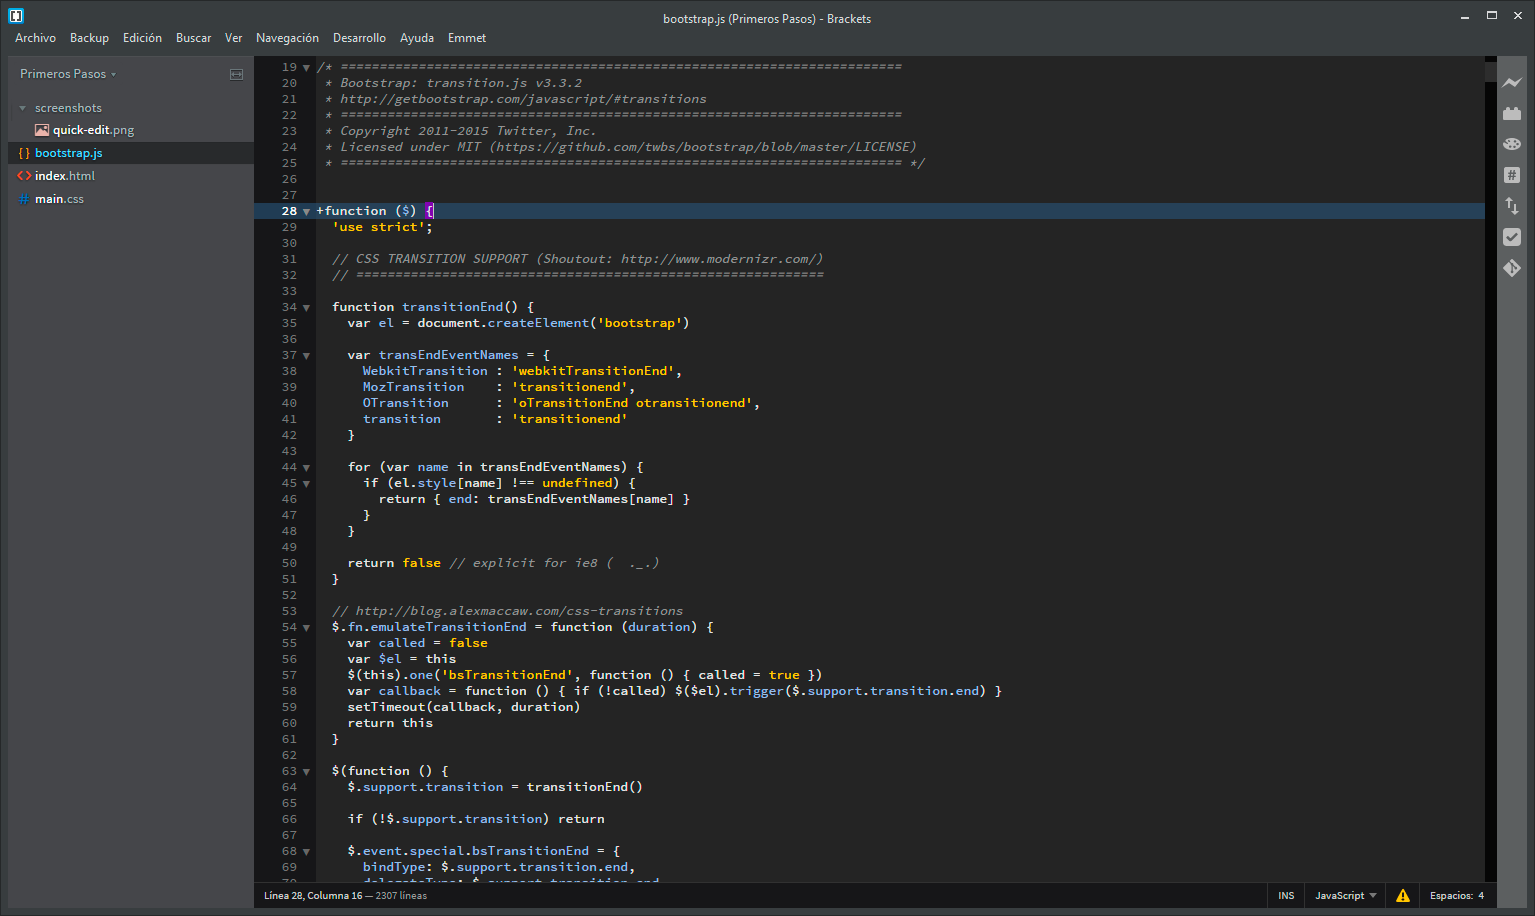 bootstrap.js (Primeros Pasos) - Brackets
Archivo Backup Edición Buscar Ver Navegación Desarrollo Ayuda Emmet
Primeros Pasos
screenshots
quick-edit.png
{ } bootstrap.js
<> index.html
# main.css
19 /* ========================================================================
20  * Bootstrap: transition.js v3.3.2
21  * http://getbootstrap.com/javascript/#transitions
22  * ========================================================================
23  * Copyright 2011-2015 Twitter, Inc.
24  * Licensed under MIT (https://github.com/twbs/bootstrap/blob/master/LICENSE)
25  * ======================================================================== */
26
27
28 +function ($) {
29   'use strict';
30
31   // CSS TRANSITION SUPPORT (Shoutout: http://www.modernizr.com/)
32   // ============================================================
33
34   function transitionEnd() {
35     var el = document.createElement('bootstrap')
36
37     var transEndEventNames = {
38       WebkitTransition : 'webkitTransitionEnd',
39       MozTransition    : 'transitionend',
40       OTransition      : 'oTransitionEnd otransitionend',
41       transition       : 'transitionend'
42     }
43
44     for (var name in transEndEventNames) {
45       if (el.style[name] !== undefined) {
46         return { end: transEndEventNames[name] }
47       }
48     }
49
50     return false // explicit for ie8 (  ._.)
51   }
52
53   // http://blog.alexmaccaw.com/css-transitions
54   $.fn.emulateTransitionEnd = function (duration) {
55     var called = false
56     var $el = this
57     $(this).one('bsTransitionEnd', function () { called = true })
58     var callback = function () { if (!called) $($el).trigger($.support.transition.end) }
59     setTimeout(callback, duration)
60     return this
61   }
62
63   $(function () {
64     $.support.transition = transitionEnd()
65
66     if (!$.support.transition) return
67
68     $.event.special.bsTransitionEnd = {
69       bindType: $.support.transition.end,
70       delegateType: $.support.transition.end,
Línea 28, Columna 16 — 2307 líneas
INS JavaScript Espacios: 4